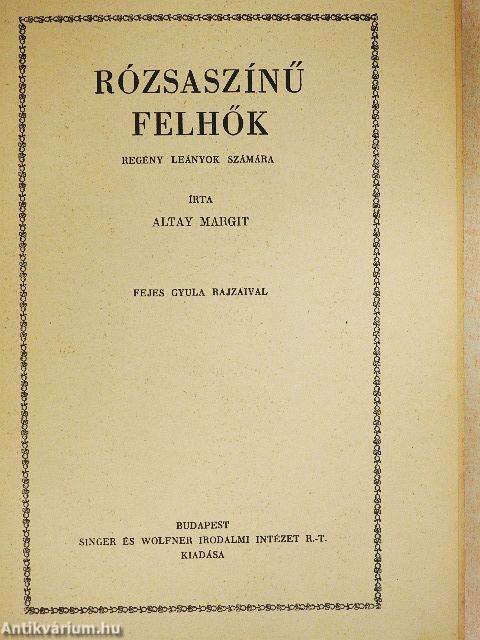 RÓZSASZÍNŰ
FELHŐK
REGÉNY LEÁNYOK SZÁMÁRA
ÍRTA
ALTAY MARGIT
FEJES GYULA RAJZAIVAL
BUDAPEST
SINGER ÉS WOLFNER IRODALMI INTÉZET R.-T.
KIADÁSA
Antikvárium.hu